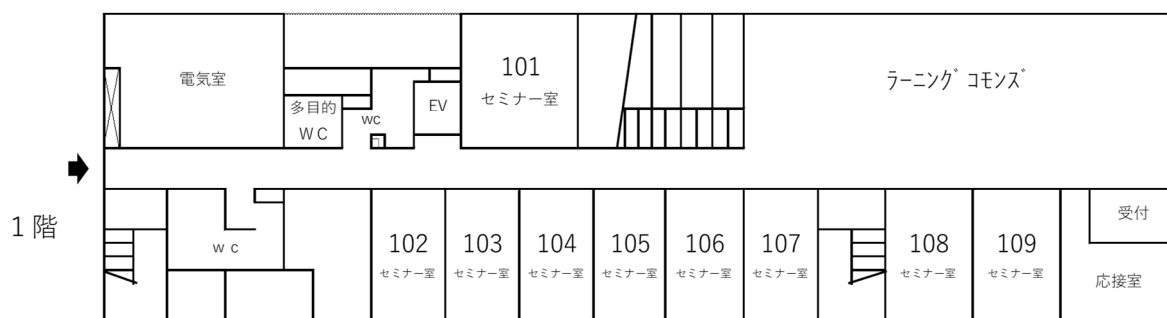 電気室
多目的
WC
wc
EV
101
セミナー室
ﾗｰﾆﾝｸﾞ ｺﾓﾝｽﾞ
1階
wc
102
セミナー室
103
セミナー室
104
セミナー室
105
セミナー室
106
セミナー室
107
セミナー室
108
セミナー室
109
セミナー室
受付
応接室